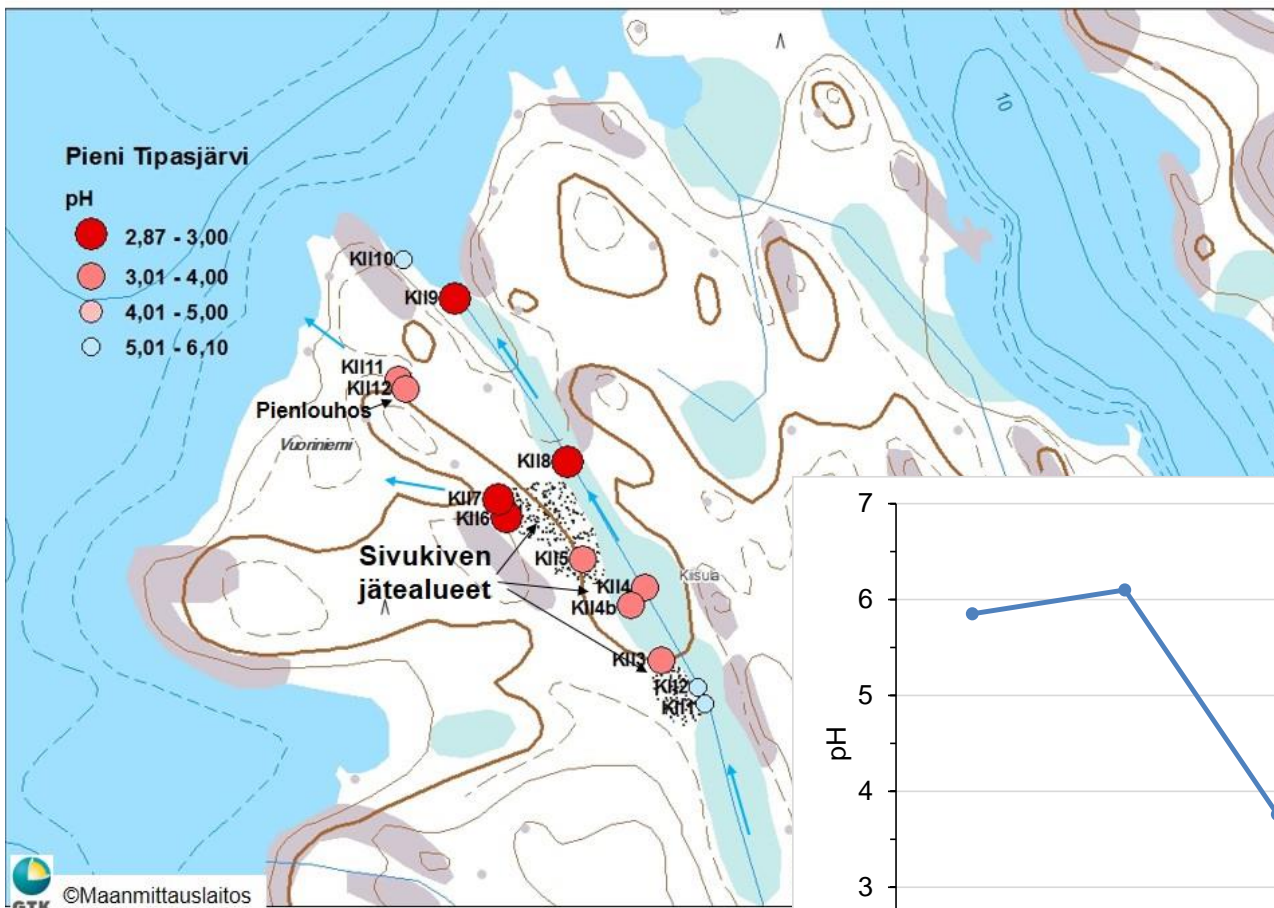 Pieni Tipasjärvi
pH
2,87 - 3,00
3,01 - 4,00
4,01 - 5,00
5,01 - 6,10
10
KII10
KII9
KII11
KII12
Pienlouhos
Vuoriniemi
KII8
KII7
KII6
Sivukiven
jätealueet
KII5
KII4
Kiisula
KII4b
KII3
KII2
KII1
7
6
5
4
3
pH
GTK
©Maanmittauslaitos